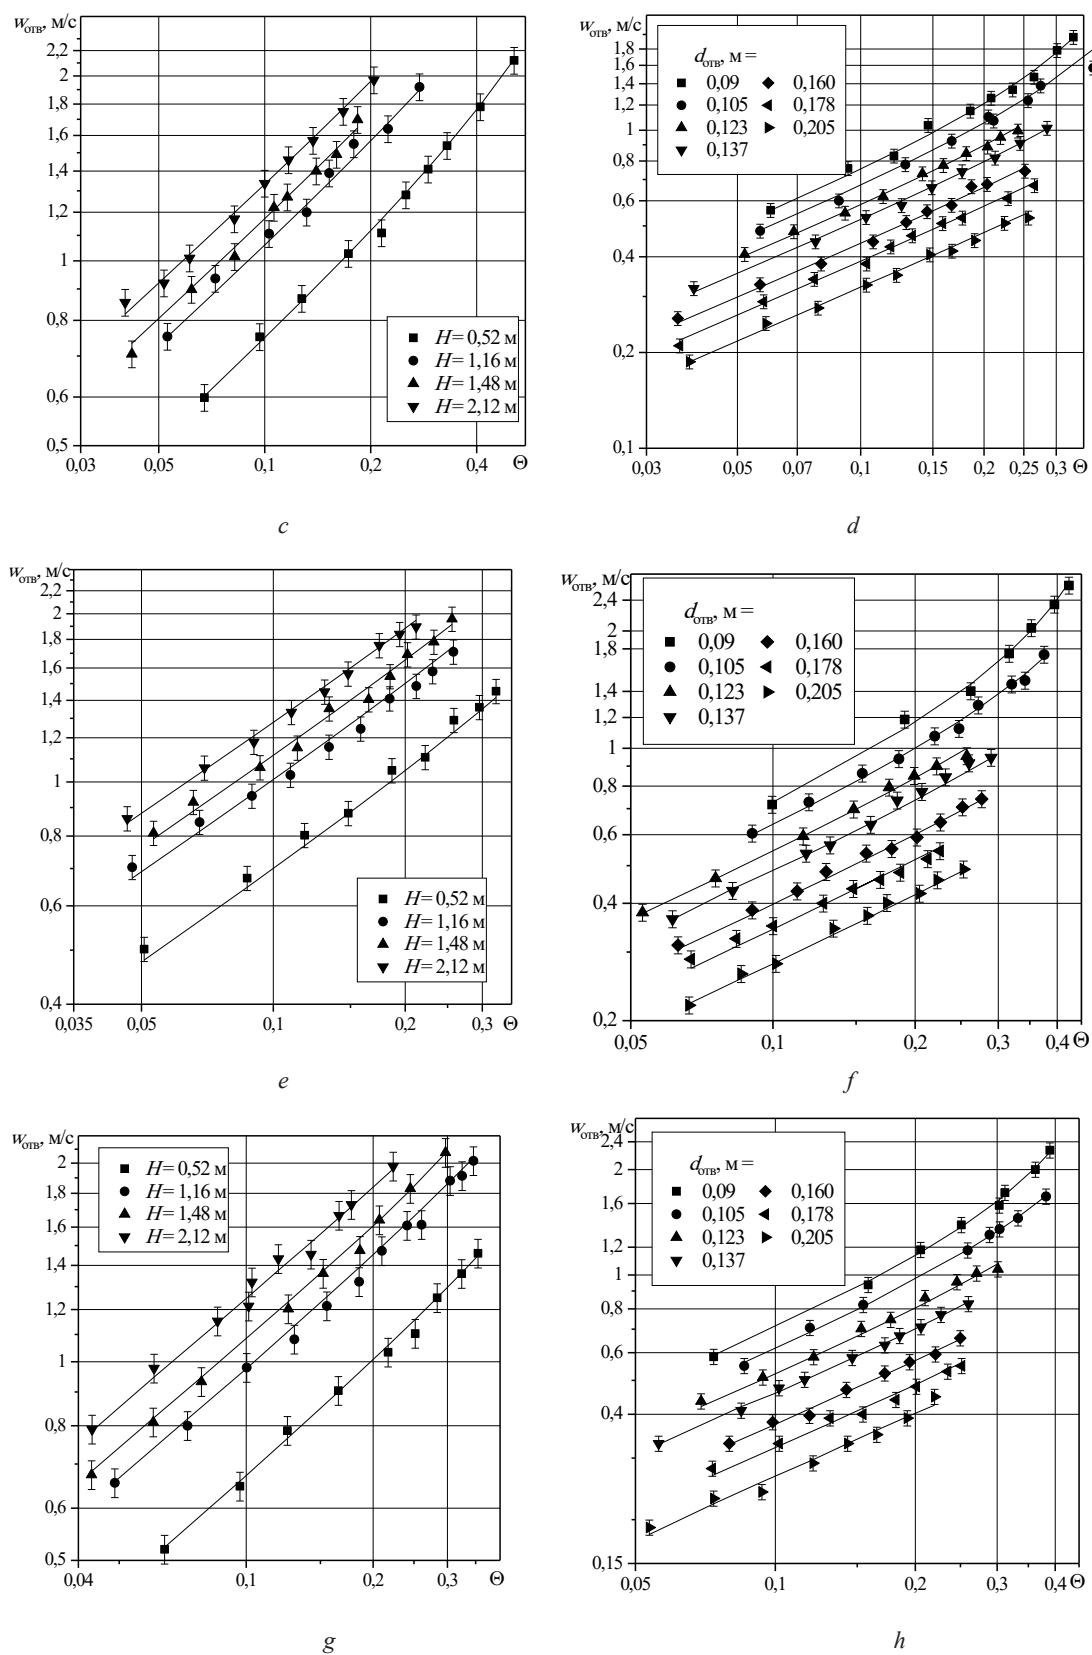 wотв, м/с
2,2
2
1,8
1,6
1,4
1,2
1
0,8
0,6
0,5
0,03 0,05 0,1 0,2 0,4 Θ
H = 0,52 м
H = 1,16 м
H = 1,48 м
H = 2,12 м
c
wотв, м/с
1,8
1,6
1,4
1,2
1
0,8
0,6
0,4
0,2
0,1
0,03 0,05 0,07 0,1 0,15 0,2 0,25 0,3 Θ
dотв, м =
0,09 0,160
0,105 0,178
0,123 0,205
0,137
d
wотв, м/с
2,2
2
1,8
1,6
1,4
1,2
1
0,8
0,6
0,4
0,035 0,05 0,1 0,2 0,3 Θ
H = 0,52 м
H = 1,16 м
H = 1,48 м
H = 2,12 м
e
wотв, м/с
2,4
2
1,8
1,4
1,2
1
0,8
0,6
0,4
0,2
0,05 0,1 0,2 0,3 0,4 Θ
dотв, м =
0,09 0,160
0,105 0,178
0,123 0,205
0,137
f
wотв, м/с
2
1,8
1,6
1,4
1,2
1
0,8
0,6
0,5
0,04 0,1 0,2 0,3 Θ
H = 0,52 м
H = 1,16 м
H = 1,48 м
H = 2,12 м
g
wотв, м/с
2,4
2
1,6
1,2
1
0,8
0,6
0,4
0,15
0,05 0,1 0,2 0,3 0,4 Θ
dотв, м =
0,09 0,160
0,105 0,178
0,123 0,205
0,137
h